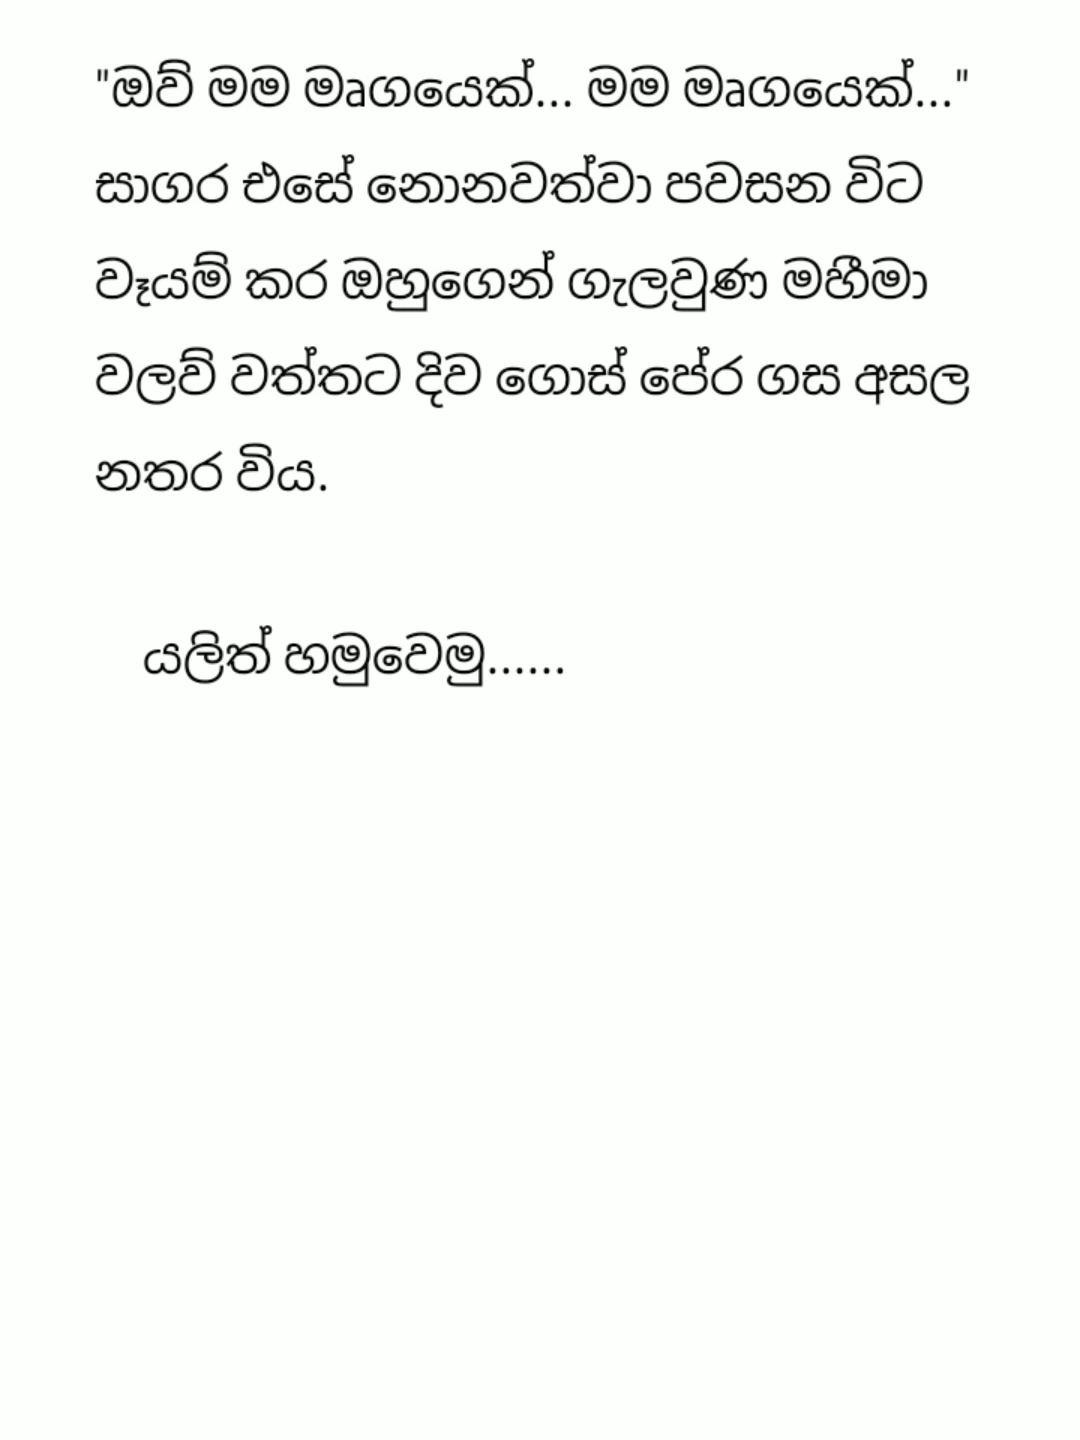 "ඔව් මම මෘගයෙක්... මම මෘගයෙක්..."
සාගර එසේ නොනවත්වා පවසන විට
වෑයම් කර ඔහුගෙන් ගැලවුණ මහීමා
වලව් වත්තට දිව ගොස් පේර ගස අසල
නතර විය.
යලිත් හමුවෙමු......